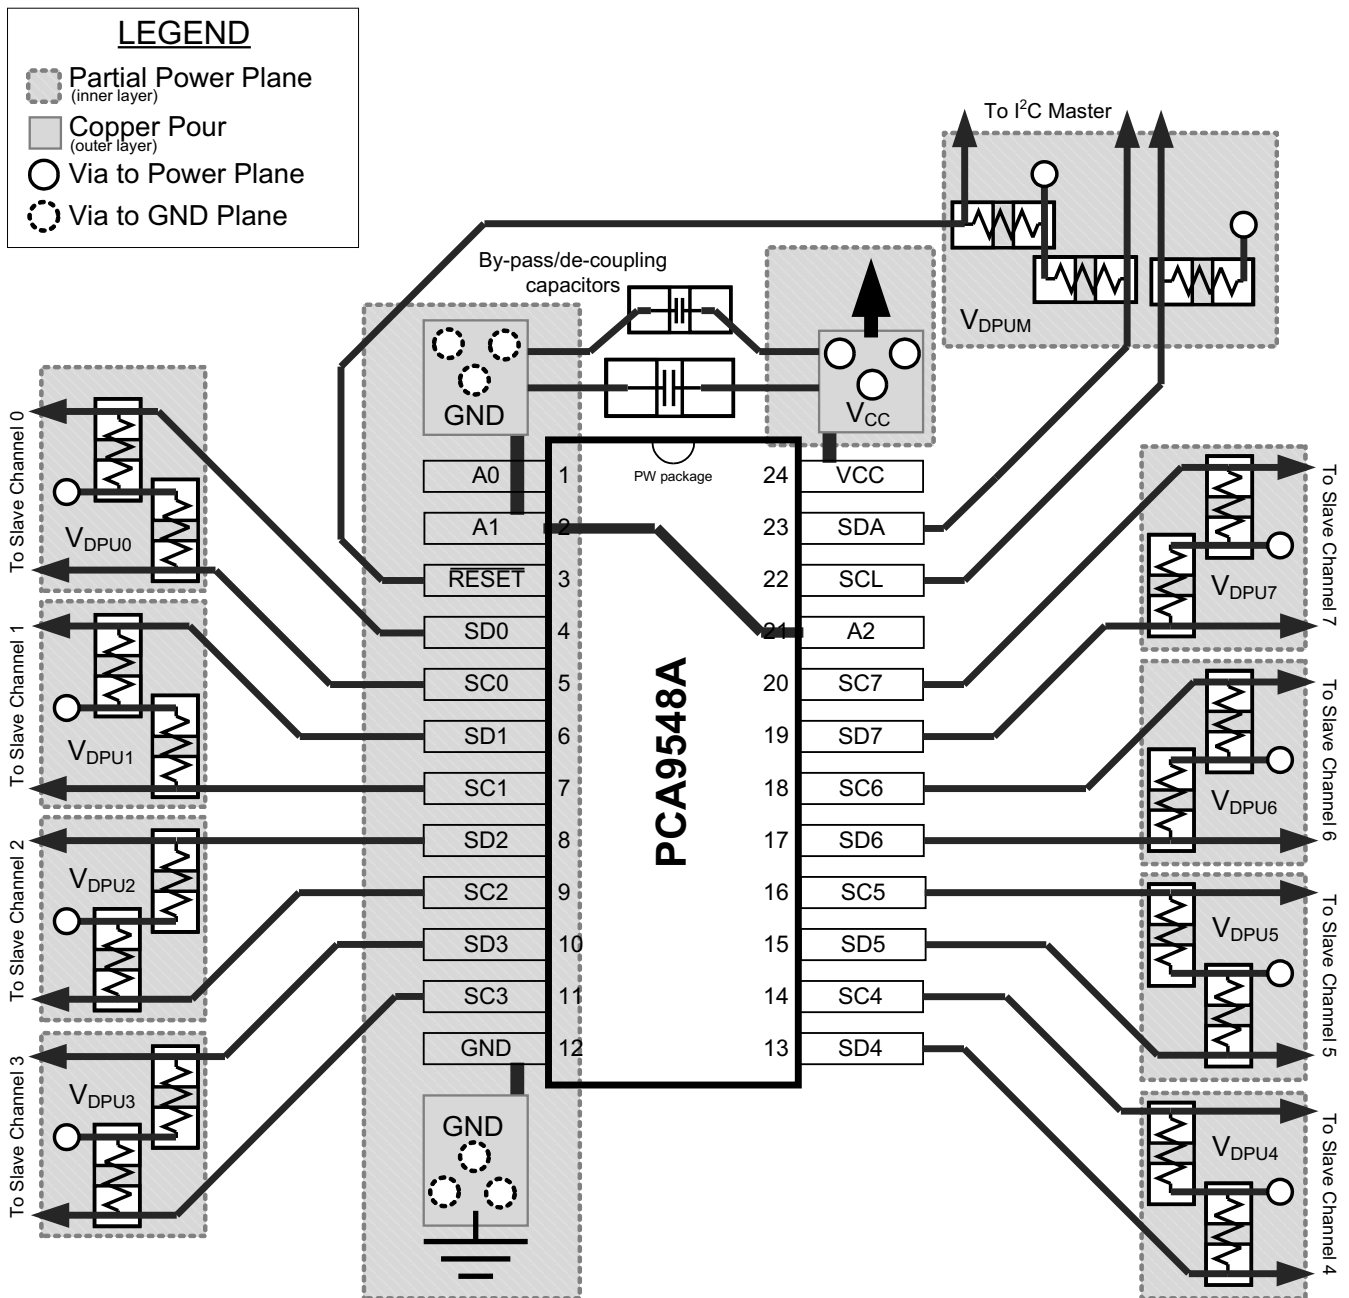 LEGEND
Partial Power Plane
(inner layer)
Copper Pour
(outer layer)
Via to Power Plane
Via to GND Plane
To I²C Master
By-pass/de-coupling
capacitors
VDPUM
GND
VCC
PW package
PCA9548A
A0 1
A1 2
RESET 3
SD0 4
SC0 5
SD1 6
SC1 7
SD2 8
SC2 9
SD3 10
SC3 11
GND 12
24 VCC
23 SDA
22 SCL
21 A2
20 SC7
19 SD7
18 SC6
17 SD6
16 SC5
15 SD5
14 SC4
13 SD4
GND
To Slave Channel 0
VDPU0
To Slave Channel 1
VDPU1
To Slave Channel 2
VDPU2
To Slave Channel 3
VDPU3
To Slave Channel 7
VDPU7
To Slave Channel 6
VDPU6
To Slave Channel 5
VDPU5
To Slave Channel 4
VDPU4